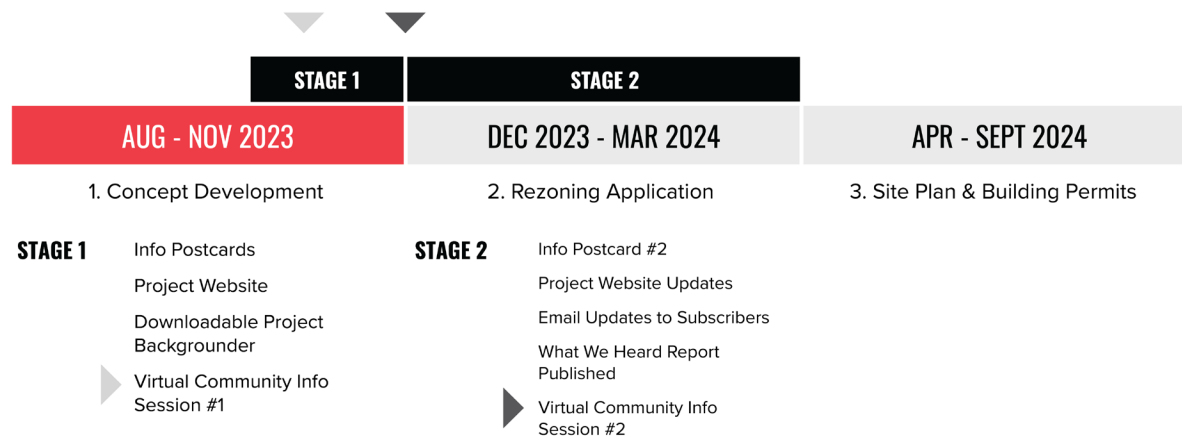 STAGE 1
STAGE 2
AUG - NOV 2023
DEC 2023 - MAR 2024
APR - SEPT 2024
1. Concept Development
2. Rezoning Application
3. Site Plan & Building Permits
STAGE 1
Info Postcards
Project Website
Downloadable Project
Backgrounder
Virtual Community Info
Session #1
STAGE 2
Info Postcard #2
Project Website Updates
Email Updates to Subscribers
What We Heard Report
Published
Virtual Community Info
Session #2